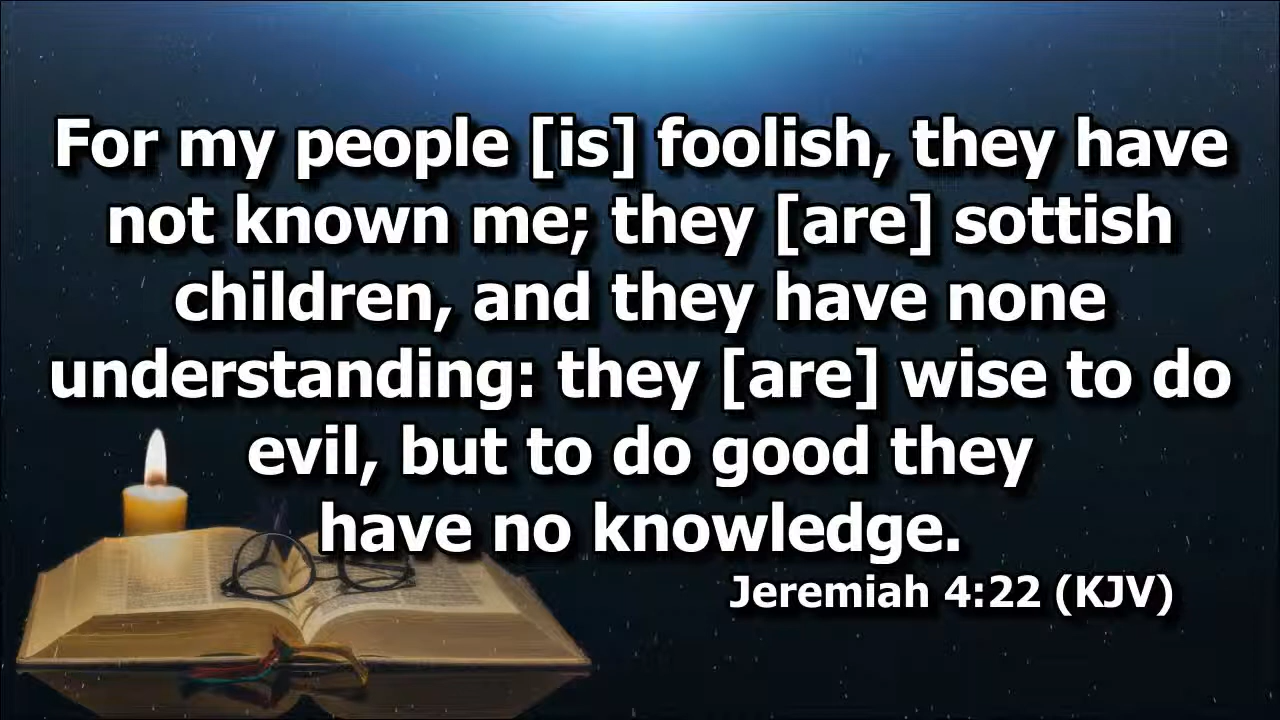 For my people [is] foolish, they have
not known me; they [are] sottish
children, and they have none
understanding: they [are] wise to do
evil, but to do good they
have no knowledge.
Jeremiah 4:22 (KJV)